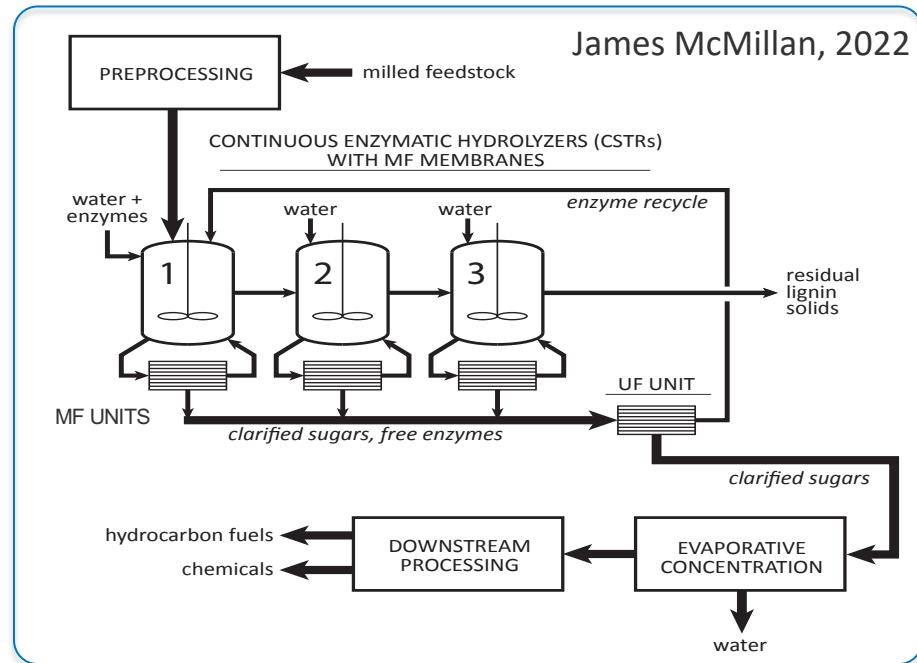 James McMillan, 2022
PREPROCESSING
milled feedstock
CONTINUOUS ENZYMATIC HYDROLYZERS (CSTRs)
WITH MF MEMBRANES
water +
enzymes
water
water
enzyme recycle
1
2
3
residual
lignin
solids
UF UNIT
MF UNITS
clarified sugars, free enzymes
clarified sugars
hydrocarbon fuels
chemicals
DOWNSTREAM
PROCESSING
EVAPORATIVE
CONCENTRATION
water